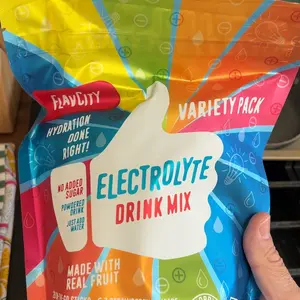 FLAVCITY
HYDRATION
DONE
RIGHT!
VARIETY PACK
NO ADDED
SUGAR
POWDERED
DRINK
JUST ADD
WATER
ELECTROLYTE
DRINK MIX
MADE WITH
REAL FRUIT